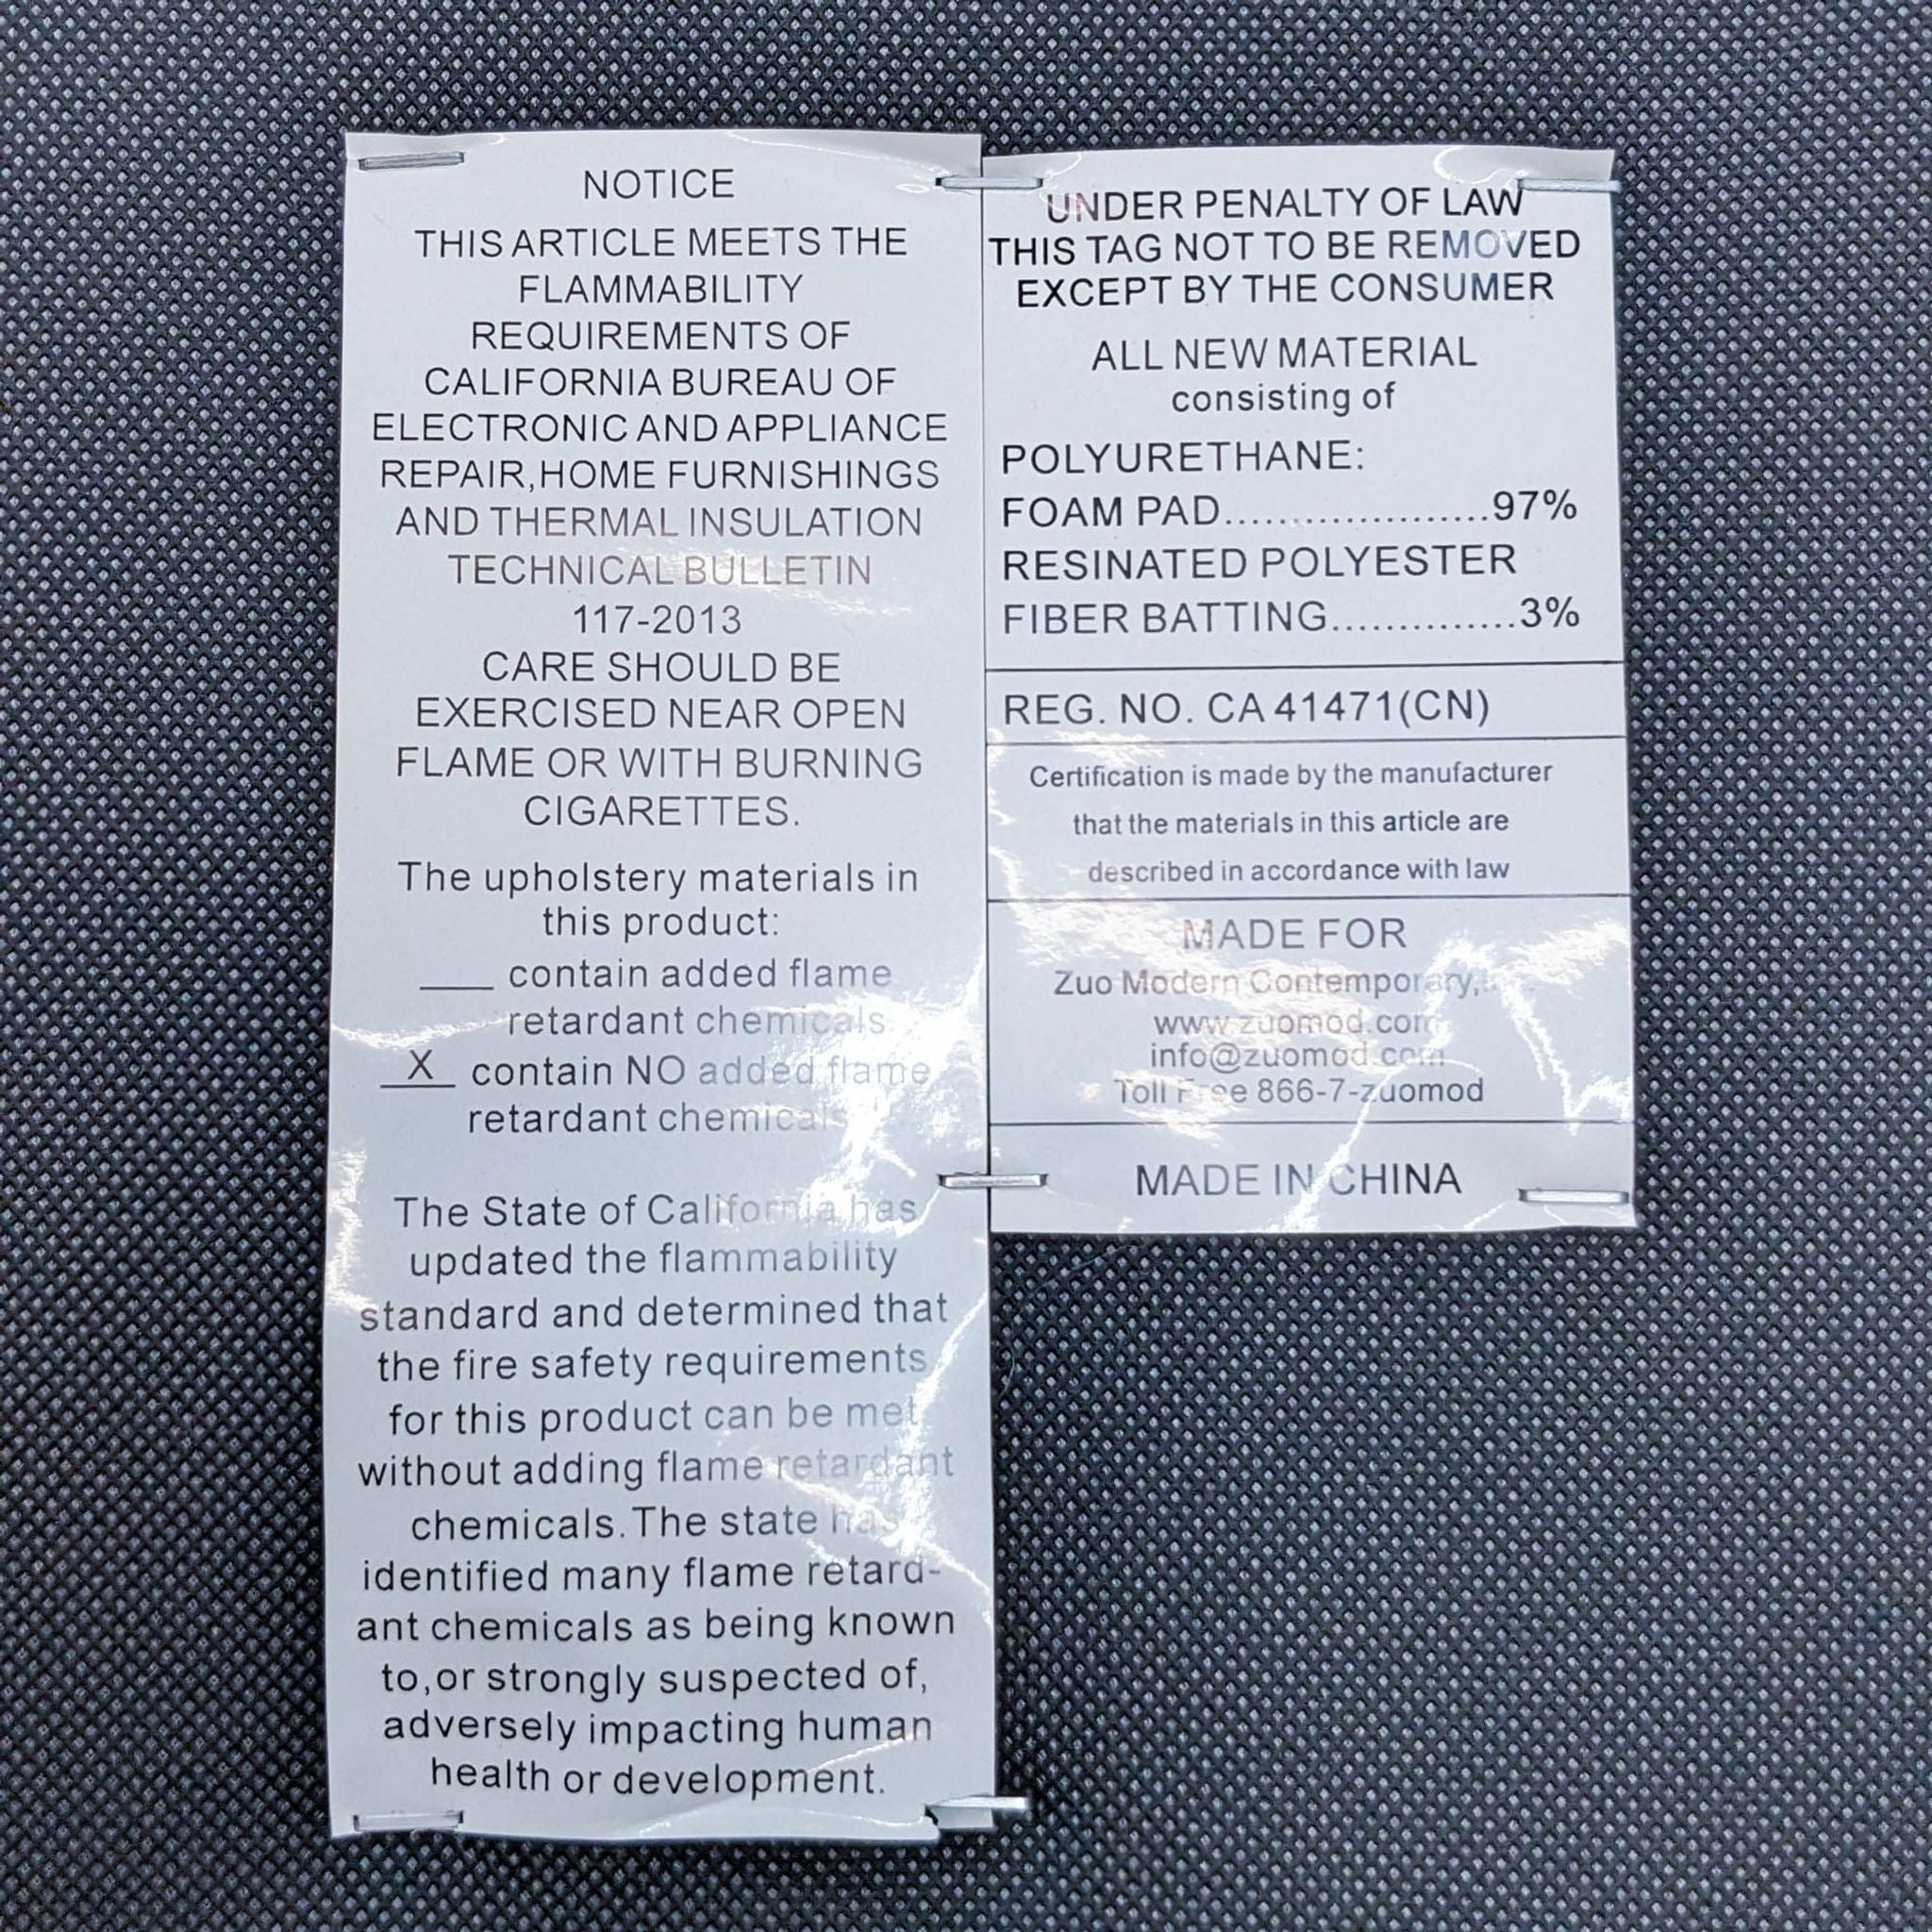 NOTICE
THIS ARTICLE MEETS THE
FLAMMABILITY
REQUIREMENTS OF
CALIFORNIA BUREAU OF
ELECTRONIC AND APPLIANCE
REPAIR,HOME FURNISHINGS
AND THERMAL INSULATION
TECHNICAL BULLETIN
117-2013
CARE SHOULD BE
EXERCISED NEAR OPEN
FLAME OR WITH BURNING
CIGARETTES.
The upholstery materials in
this product:
___ contain added flame
retardant chemicals
X contain NO added flame
retardant chemicals
The State of California has
updated the flammability
standard and determined that
the fire safety requirements
for this product can be met
without adding flame retardant
chemicals.The state has
identified many flame retard-
ant chemicals as being known
to,or strongly suspected of,
adversely impacting human
health or development.
UNDER PENALTY OF LAW
THIS TAG NOT TO BE REMOVED
EXCEPT BY THE CONSUMER
ALL NEW MATERIAL
consisting of
POLYURETHANE:
FOAM PAD.....................97%
RESINATED POLYESTER
FIBER BATTING..............3%
REG. NO. CA 41471(CN)
Certification is made by the manufacturer
that the materials in this article are
described in accordance with law
MADE FOR
Zuo Modern Contemporary,
www.zuomod.com
info@zuomod.com
Toll Free 866-7-zuomod
MADE IN CHINA